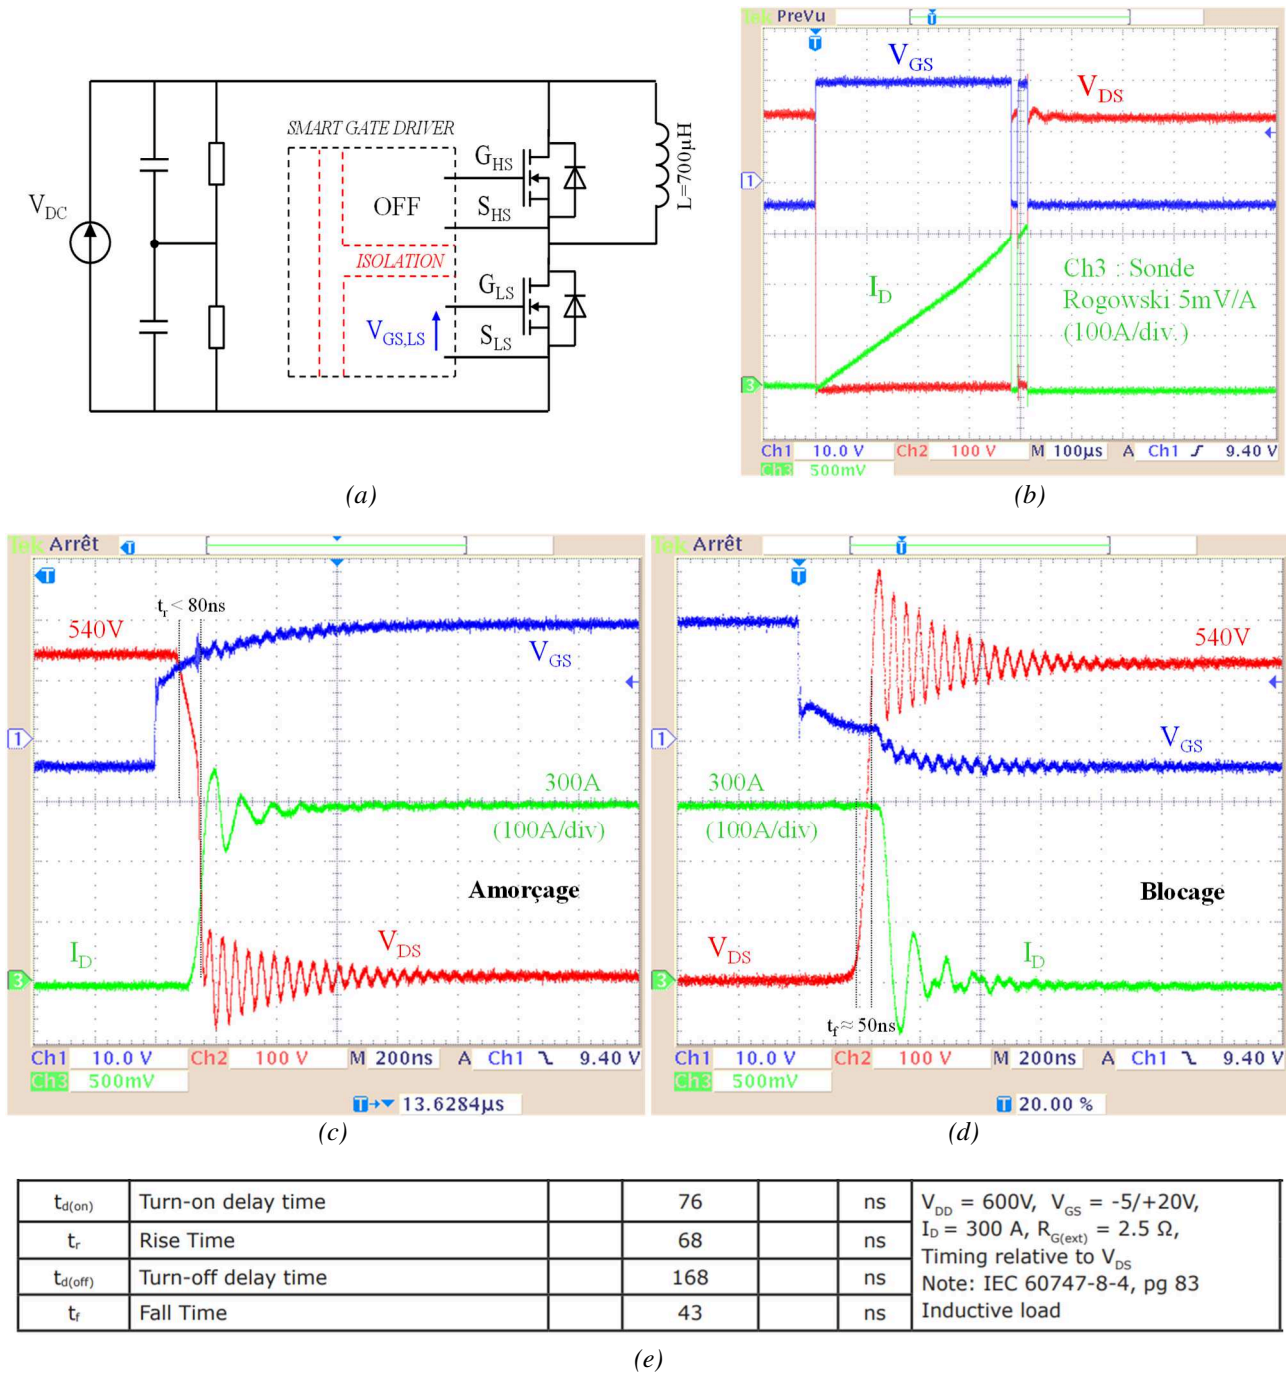 SMART GATE DRIVER
V_DC
G_HS
OFF
S_HS
ISOLATION
G_LS
V_GS,LS
S_LS
L=700µH
(a)
Tek PreVu
T
T
V_GS
V_DS
1
I_D
Ch3 : Sonde
Rogowski 5mV/A
(100A/div.)
3
Ch1 10.0 V Ch2 100 V M 100µs A Ch1 9.40 V
Ch3 500mV
(b)
Tek Arrêt T
T
t_r < 80ns
540V
V_GS
1
300A
(100A/div)
Amorçage
I_D
V_DS
3
Ch1 10.0 V Ch2 100 V M 200ns A Ch1 9.40 V
Ch3 500mV
T→▼ 13.6284µs
(c)
Tek Arrêt T
T
540V
1
V_GS
300A
(100A/div)
Blocage
V_DS
I_D
3
t_f ≈ 50ns
Ch1 10.0 V Ch2 100 V M 200ns A Ch1 9.40 V
Ch3 500mV
T 20.00 %
(d)
t_d(on) Turn-on delay time 76 ns
t_r Rise Time 68 ns
t_d(off) Turn-off delay time 168 ns
t_f Fall Time 43 ns
V_DD = 600V, V_GS = -5/+20V,
I_D = 300 A, R_G(ext) = 2.5 Ω,
Timing relative to V_DS
Note: IEC 60747-8-4, pg 83
Inductive load
(e)